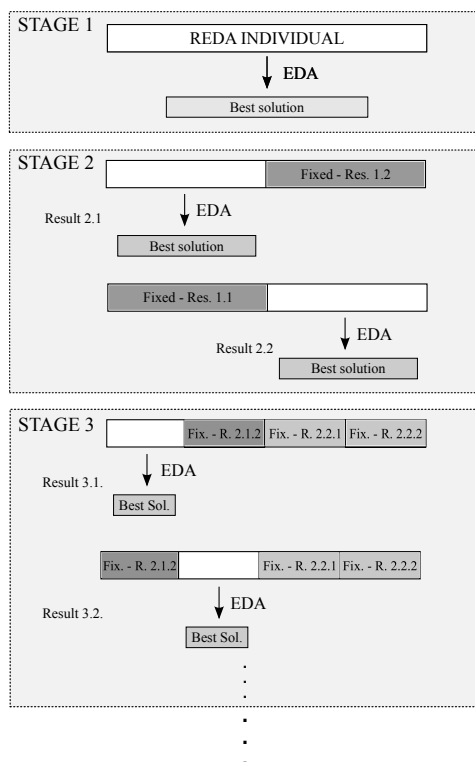 STAGE 1
REDA INDIVIDUAL
EDA
Best solution
STAGE 2
Fixed - Res. 1.2
Result 2.1
EDA
Best solution
Fixed - Res. 1.1
Result 2.2
EDA
Best solution
STAGE 3
Fix. - R. 2.1.2 Fix. - R. 2.2.1 Fix. - R. 2.2.2
Result 3.1.
EDA
Best Sol.
Fix. - R. 2.1.2 Fix. - R. 2.2.1 Fix. - R. 2.2.2
Result 3.2.
EDA
Best Sol.